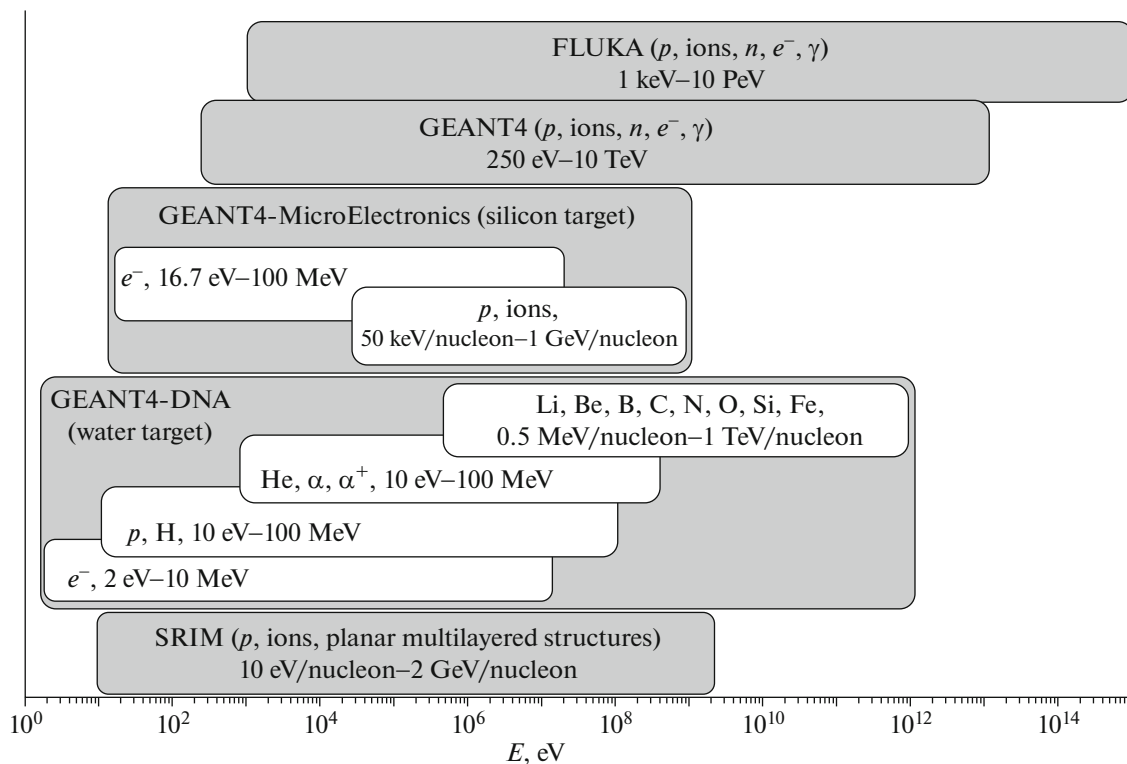 FLUKA (p, ions, n, e⁻, γ)
1 keV–10 PeV
GEANT4 (p, ions, n, e⁻, γ)
250 eV–10 TeV
GEANT4-MicroElectronics (silicon target)
e⁻, 16.7 eV–100 MeV
p, ions,
50 keV/nucleon–1 GeV/nucleon
GEANT4-DNA
(water target)
Li, Be, B, C, N, O, Si, Fe,
0.5 MeV/nucleon–1 TeV/nucleon
He, α, α⁺, 10 eV–100 MeV
p, H, 10 eV–100 MeV
e⁻, 2 eV–10 MeV
SRIM (p, ions, planar multilayered structures)
10 eV/nucleon–2 GeV/nucleon
10⁰ 10² 10⁴ 10⁶ 10⁸ 10¹⁰ 10¹² 10¹⁴
E, eV